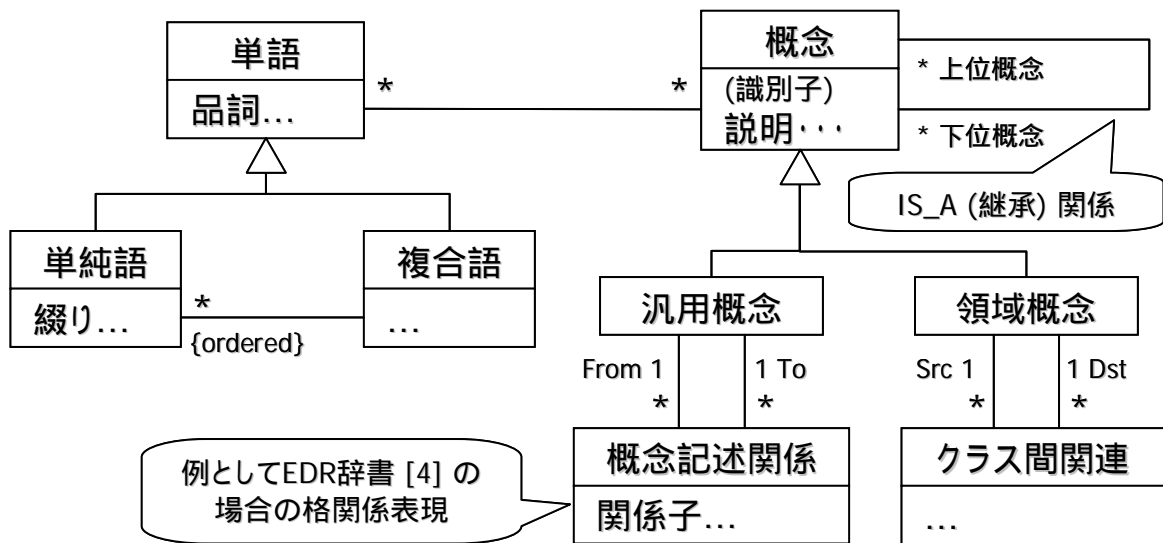 単語
品詞...
*
*
概念
(識別子)
説明・・・
* 上位概念
* 下位概念
IS_A (継承) 関係
単純語
綴り...
*
{ordered}
複合語
...
汎用概念
領域概念
From 1
1 To
*
*
Src 1
1 Dst
*
*
例としてEDR辞書 [4] の
場合の格関係表現
概念記述関係
関係子...
クラス間関連
...